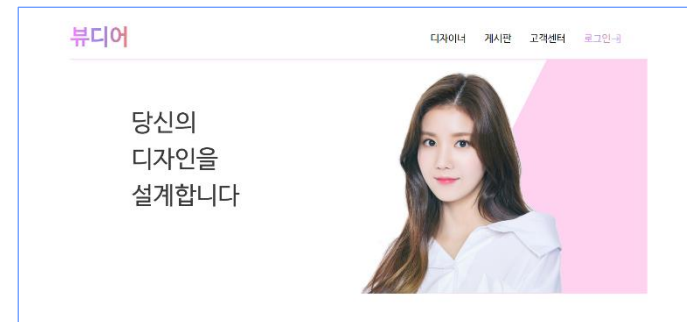 뷰디어
디자이너 게시판 고객센터 로그인
당신의
디자인을
설계합니다